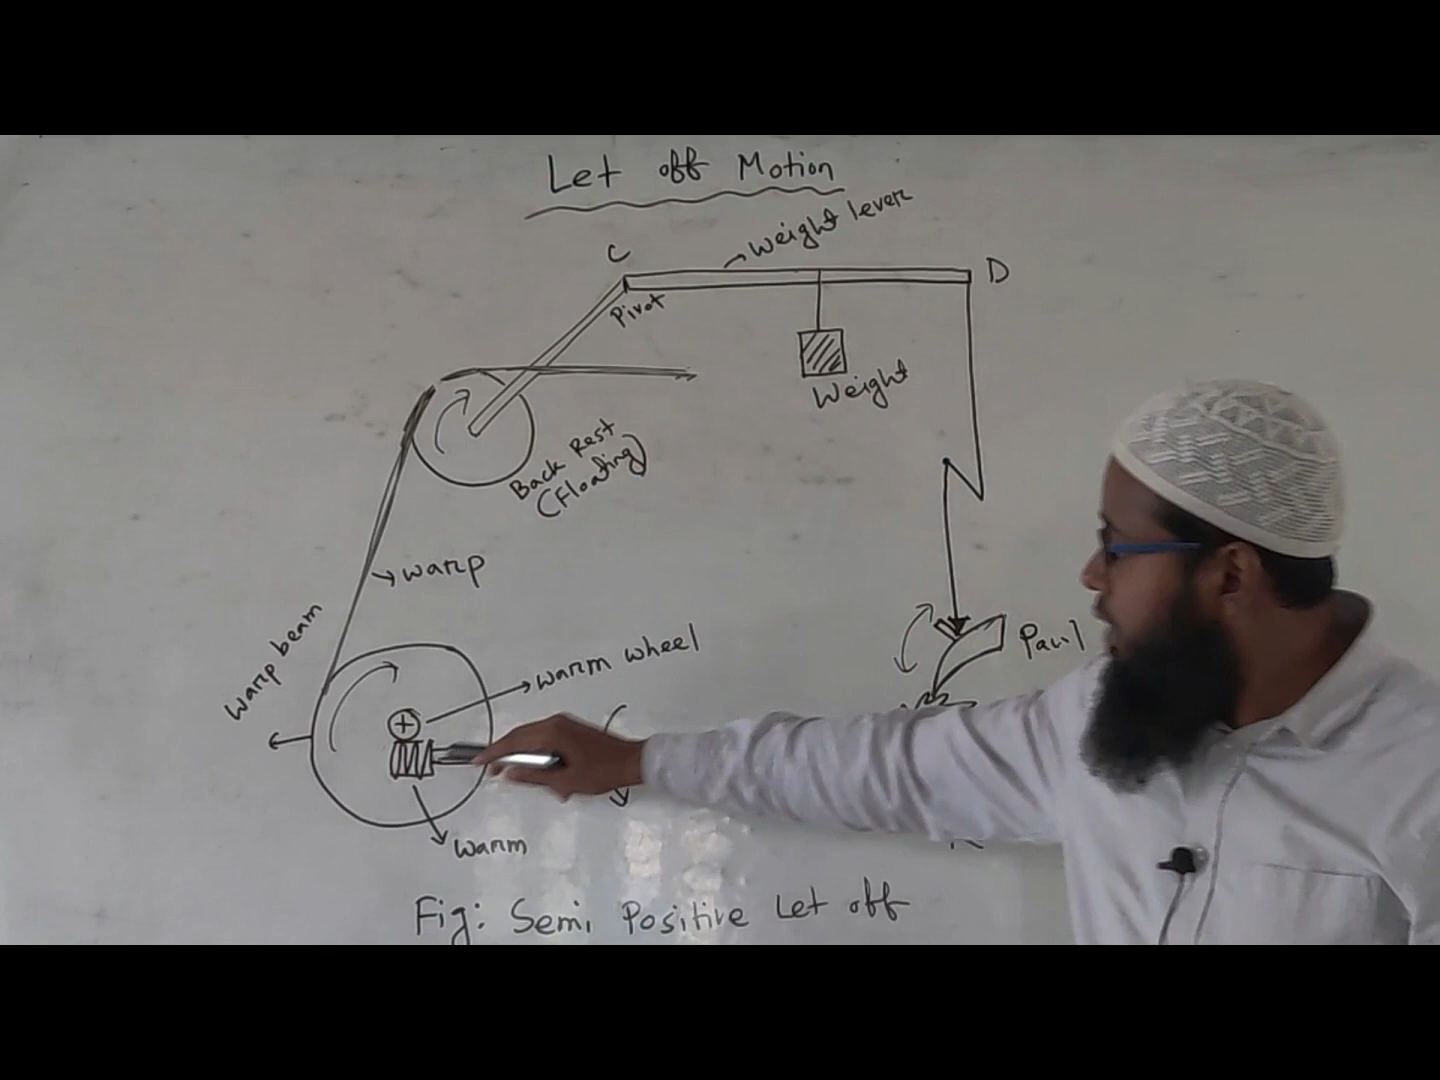 Let off Motion
C
Weight lever
D
Pivot
Weight
Back Rest
(Floating)
warp
warp beam
warm wheel
Pawl
warm
Fig: Semi Positive Let off